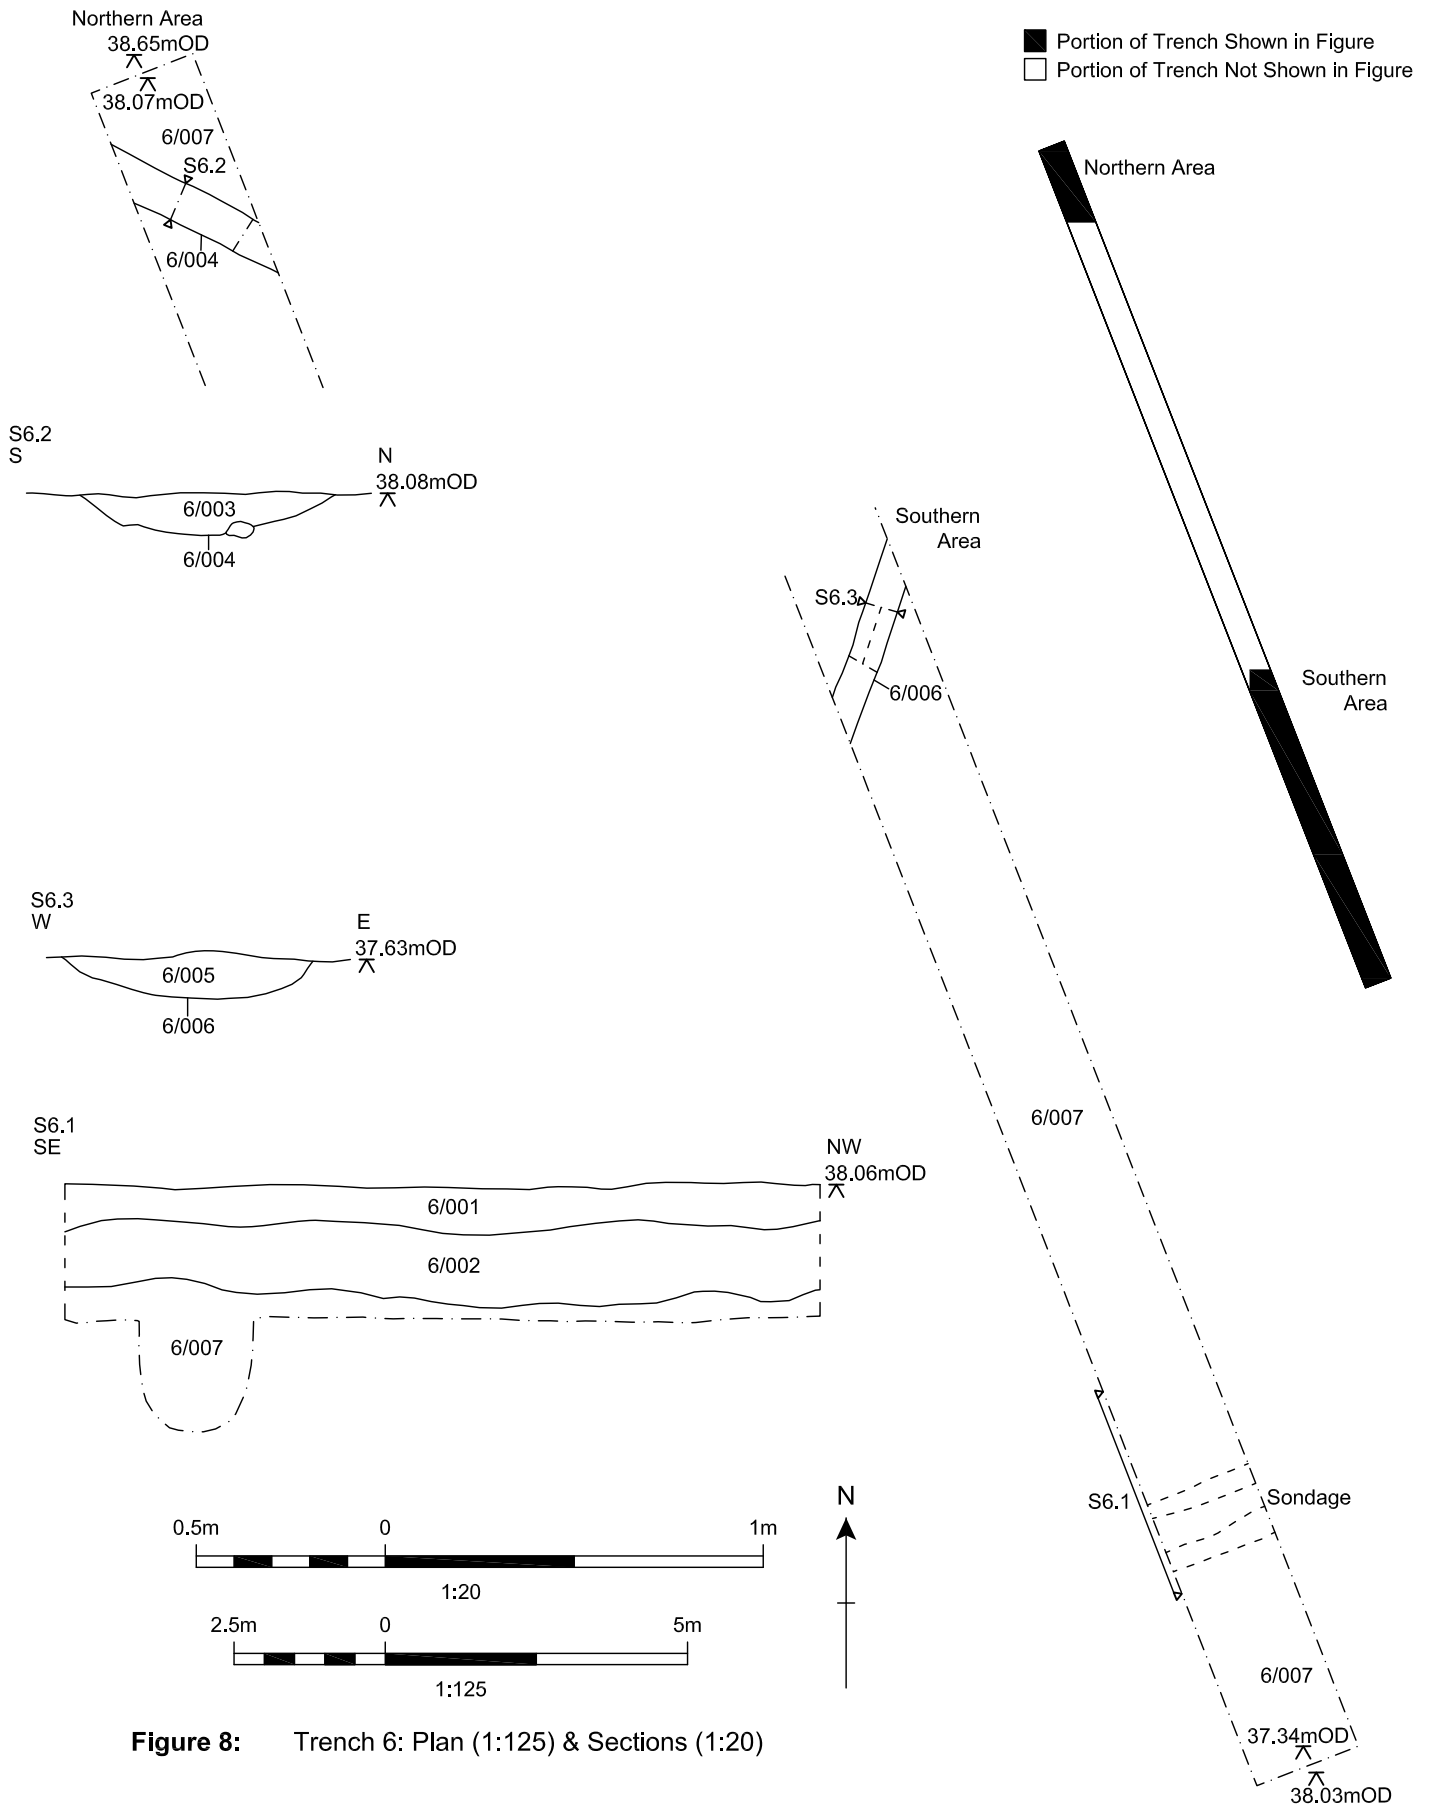 Northern Area
38.65mOD
38.07mOD
6/007
S6.2
6/004
Portion of Trench Shown in Figure
Portion of Trench Not Shown in Figure
Northern Area
Southern
Area
S6.2
S
N
38.08mOD
6/003
6/004
Southern
Area
S6.3
6/006
6/007
S6.1
Sondage
6/007
37.34mOD
38.03mOD
S6.3
W
E
37.63mOD
6/005
6/006
S6.1
SE
NW
38.06mOD
6/001
6/002
6/007
N
0.5m 0 1m
1:20
2.5m 0 5m
1:125
Figure 8: Trench 6: Plan (1:125) & Sections (1:20)